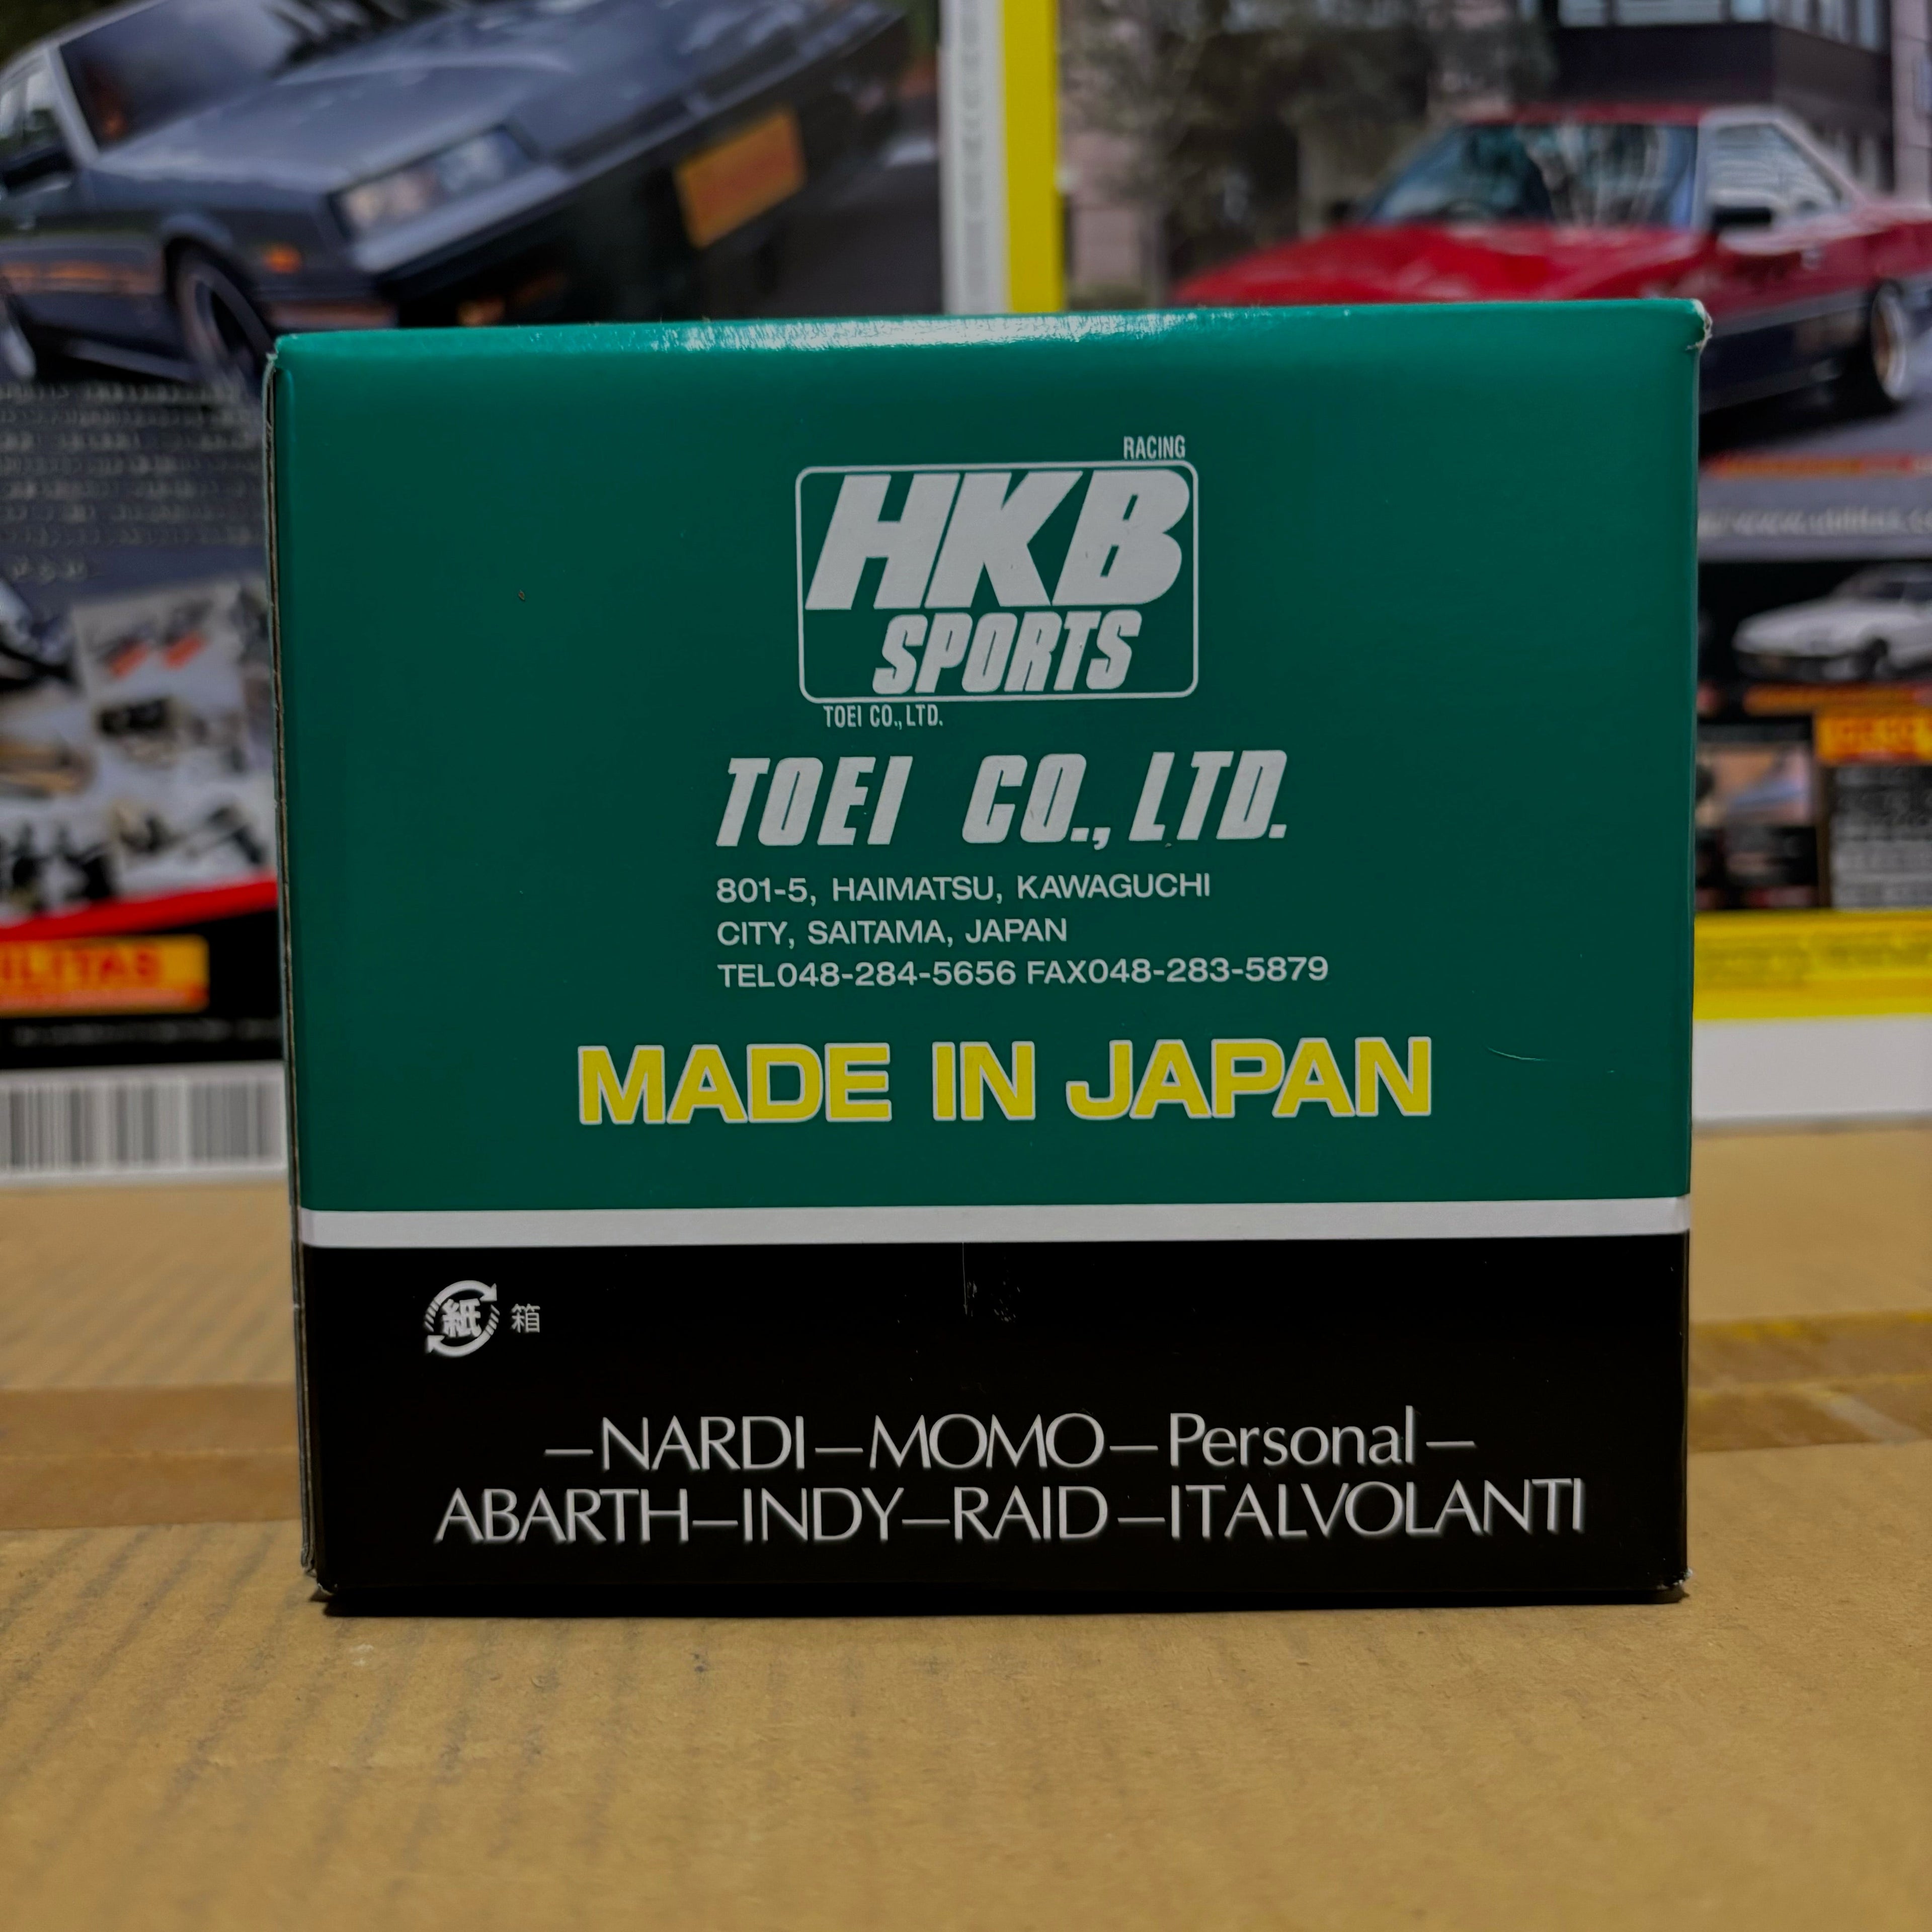 RACING
HKB
SPORTS
TOEI CO.,LTD.
TOEI CO.,LTD.
801-5, HAIMATSU, KAWAGUCHI
CITY, SAITAMA, JAPAN
TEL048-284-5656 FAX048-283-5879
MADE IN JAPAN
紙 箱
—NARDI—MOMO—Personal—
ABARTH—INDY—RAID—ITALVOLANTI